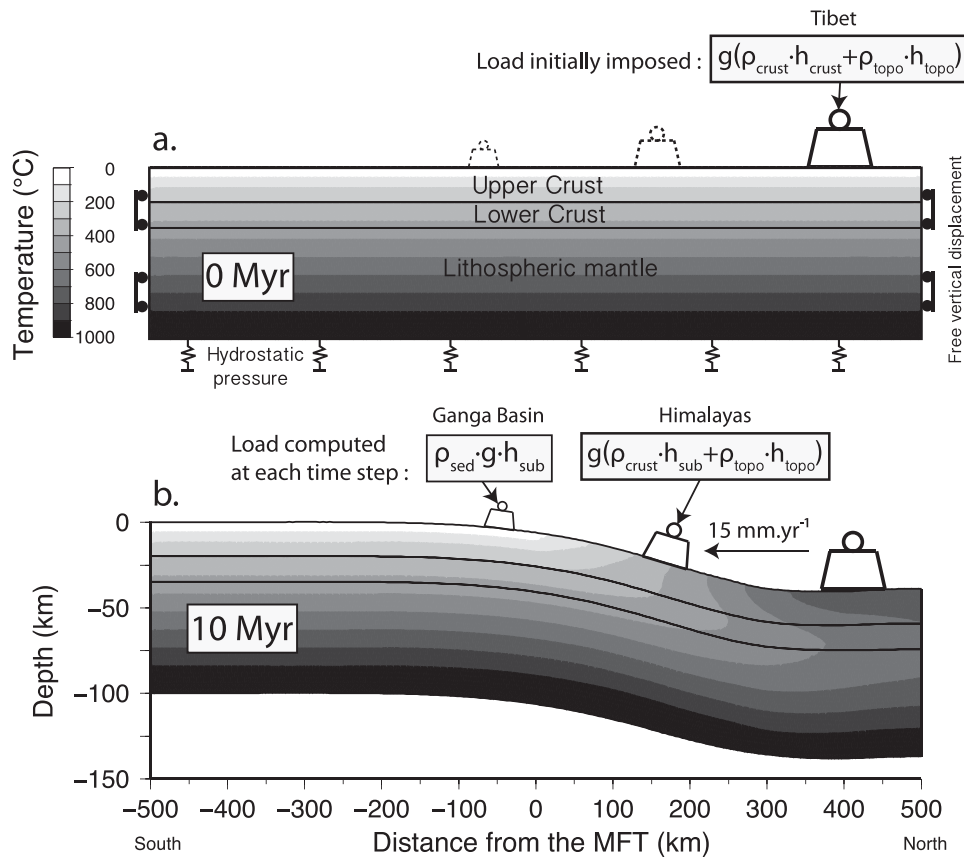 Tibet
Load initially imposed : g(ρcrust·hcrust+ρtopo·htopo)
a.
Temperature (°C)
0
200
400
600
800
1000
Upper Crust
Lower Crust
Lithospheric mantle
0 Myr
Free vertical displacement
Hydrostatic
pressure
Ganga Basin
Himalayas
Load computed
at each time step :
ρsed·g·hsub
g(ρcrust·hsub+ρtopo·htopo)
b.
15 mm.yr-1
10 Myr
Depth (km)
0
−50
−100
−150
−500 −400 −300 −200 −100 0 100 200 300 400 500
South
Distance from the MFT (km)
North